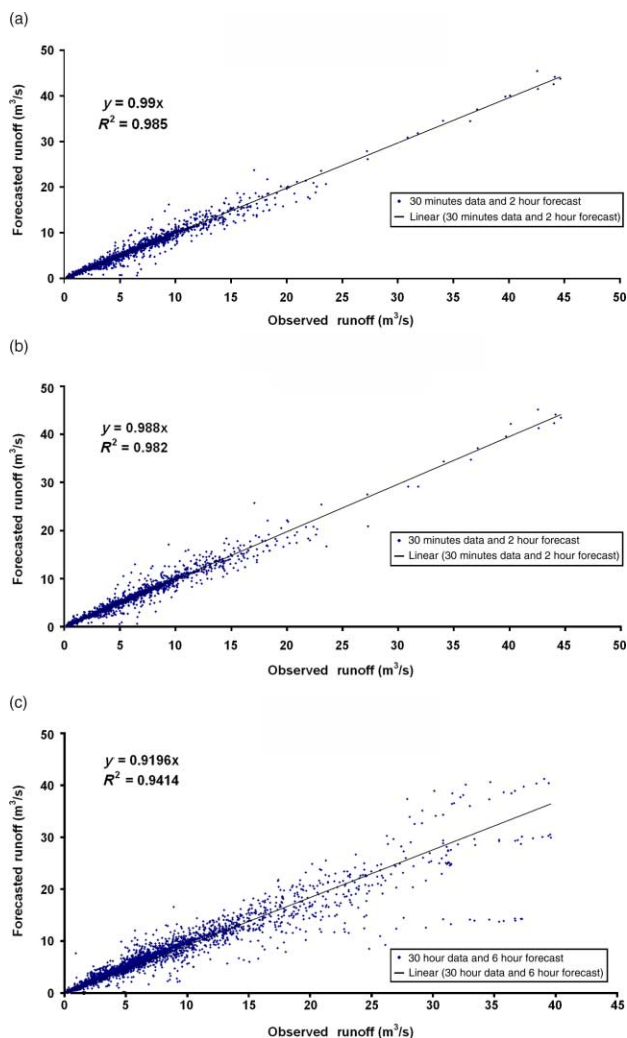 (a)
50
40
30
20
10
0
Forecasted runoff (m³/s)
y = 0.99x
R² = 0.985
30 minutes data and 2 hour forecast
Linear (30 minutes data and 2 hour forecast)
0 5 10 15 20 25 30 35 40 45 50
Observed runoff (m³/s)
(b)
50
40
30
20
10
0
Forecasted runoff (m³/s)
y = 0.988x
R² = 0.982
30 minutes data and 2 hour forecast
Linear (30 minutes data and 2 hour forecast)
0 5 10 15 20 25 30 35 40 45 50
Observed runoff (m³/s)
(c)
50
40
30
20
10
0
Forecasted runoff (m³/s)
y = 0.9196x
R² = 0.9414
30 hour data and 6 hour forecast
Linear (30 hour data and 6 hour forecast)
0 5 10 15 20 25 30 35 40 45
Observed runoff (m³/s)